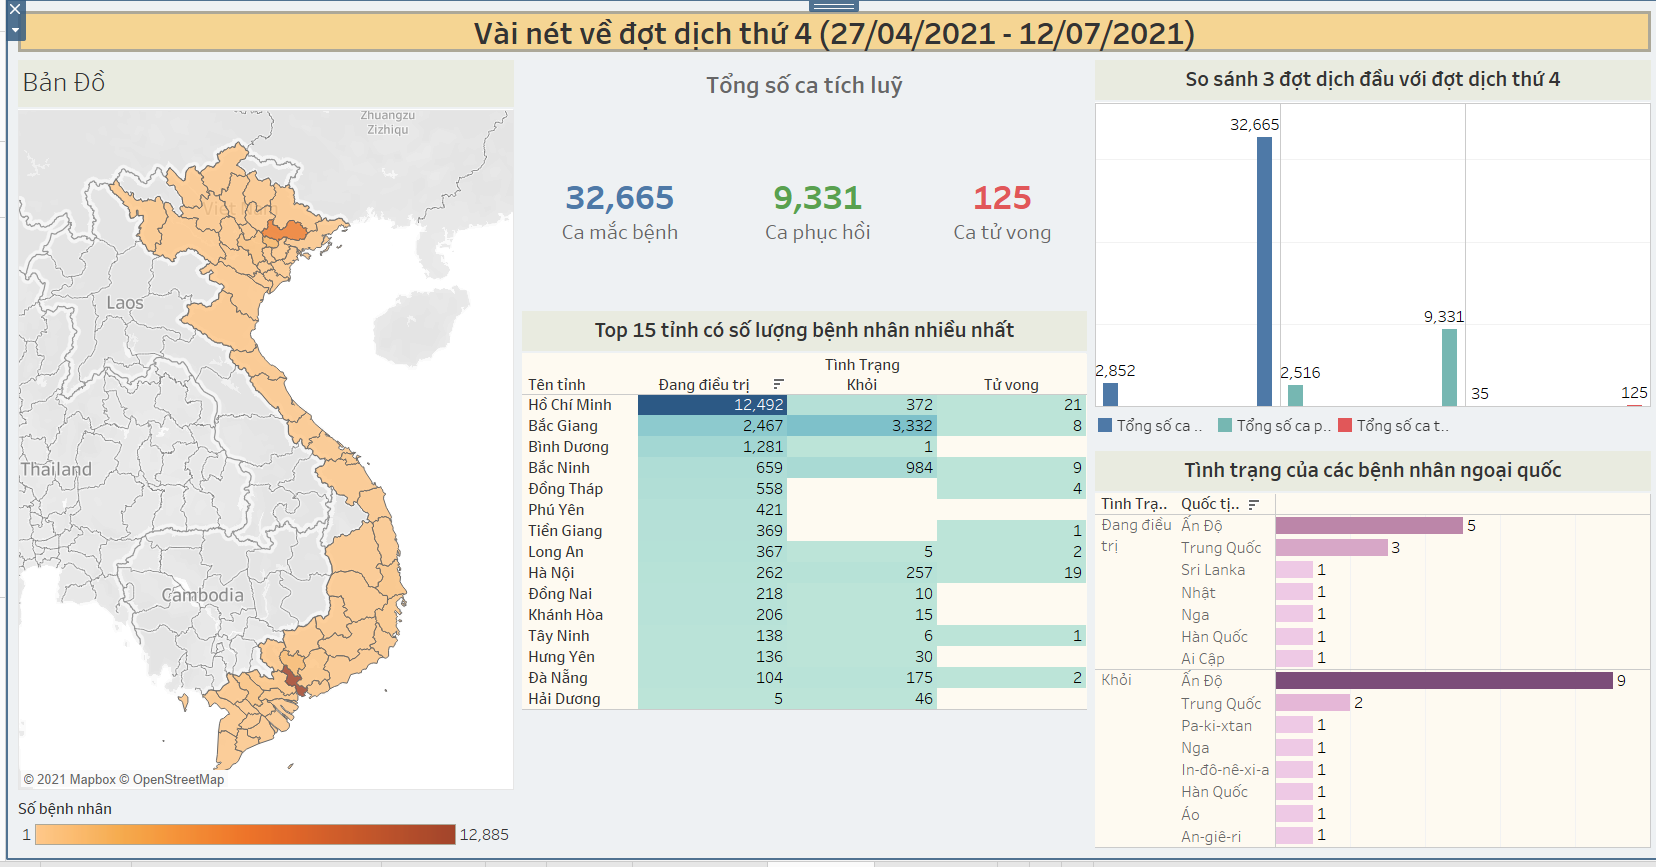 Vài nét về đợt dịch thứ 4 (27/04/2021 - 12/07/2021)
Bản Đồ
Zhuangzu
Zizhiqu
Việt Nam
Laos
Thailand
Cambodia
© 2021 Mapbox © OpenStreetMap
Số bệnh nhân
1 12,885
Tổng số ca tích luỹ
32,665 9,331 125
Ca mắc bệnh Ca phục hồi Ca tử vong
Top 15 tỉnh có số lượng bệnh nhân nhiều nhất
Tình Trạng
Tên tỉnh Đang điều trị Khỏi Tử vong
Hồ Chí Minh 12,492 372 21
Bắc Giang 2,467 3,332 8
Bình Dương 1,281 1
Bắc Ninh 659 984 9
Đồng Tháp 558 4
Phú Yên 421
Tiền Giang 369 1
Long An 367 5 2
Hà Nội 262 257 19
Đồng Nai 218 10
Khánh Hòa 206 15
Tây Ninh 138 6 1
Hưng Yên 136 30
Đà Nẵng 104 175 2
Hải Dương 5 46
So sánh 3 đợt dịch đầu với đợt dịch thứ 4
32,665
9,331
2,852 2,516
35 125
Tổng số ca .. Tổng số ca p.. Tổng số ca t..
Tình trạng của các bệnh nhân ngoại quốc
Tình Trạ.. Quốc tị..
Đang điều Ấn Độ 5
trị Trung Quốc 3
Sri Lanka 1
Nhật 1
Nga 1
Hàn Quốc 1
Ai Cập 1
Khỏi Ấn Độ 9
Trung Quốc 2
Pa-ki-xtan 1
Nga 1
In-đô-nê-xi-a 1
Hàn Quốc 1
Áo 1
An-giê-ri 1